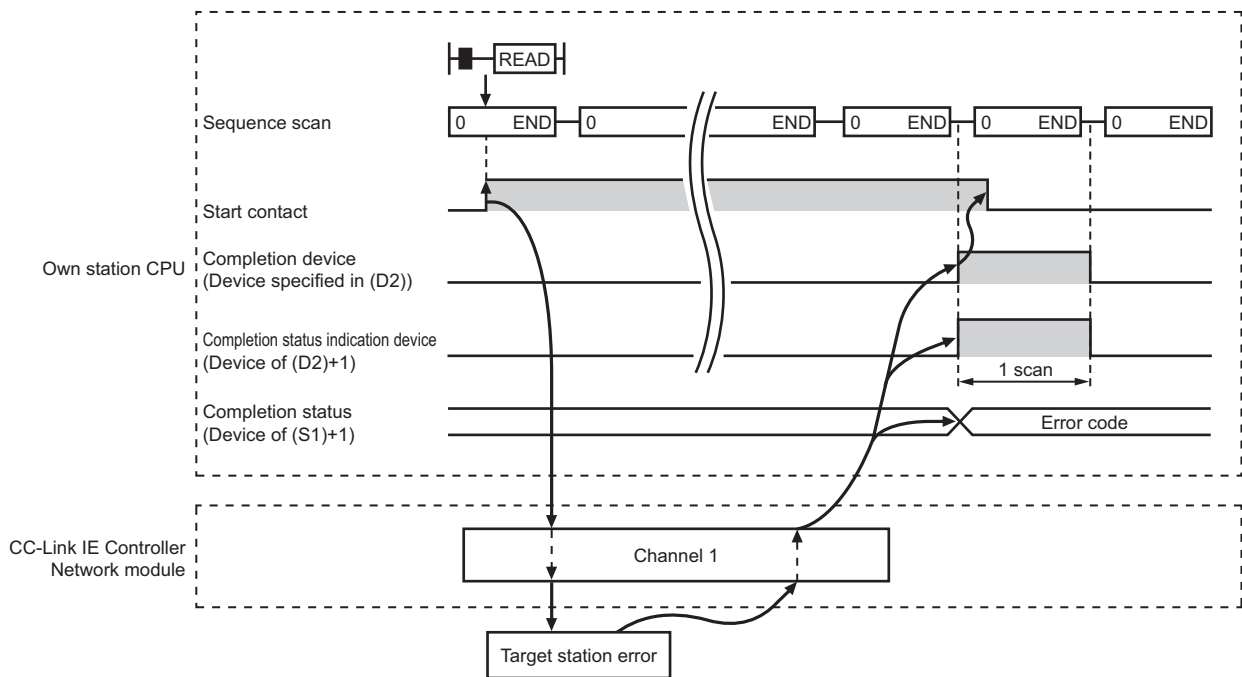 READ
Sequence scan
0 END 0 END 0 END 0 END 0 END
Start contact
Own station CPU
Completion device
(Device specified in (D2))
Completion status indication device
(Device of (D2)+1)
1 scan
Completion status
(Device of (S1)+1)
Error code
CC-Link IE Controller
Network module
Channel 1
Target station error